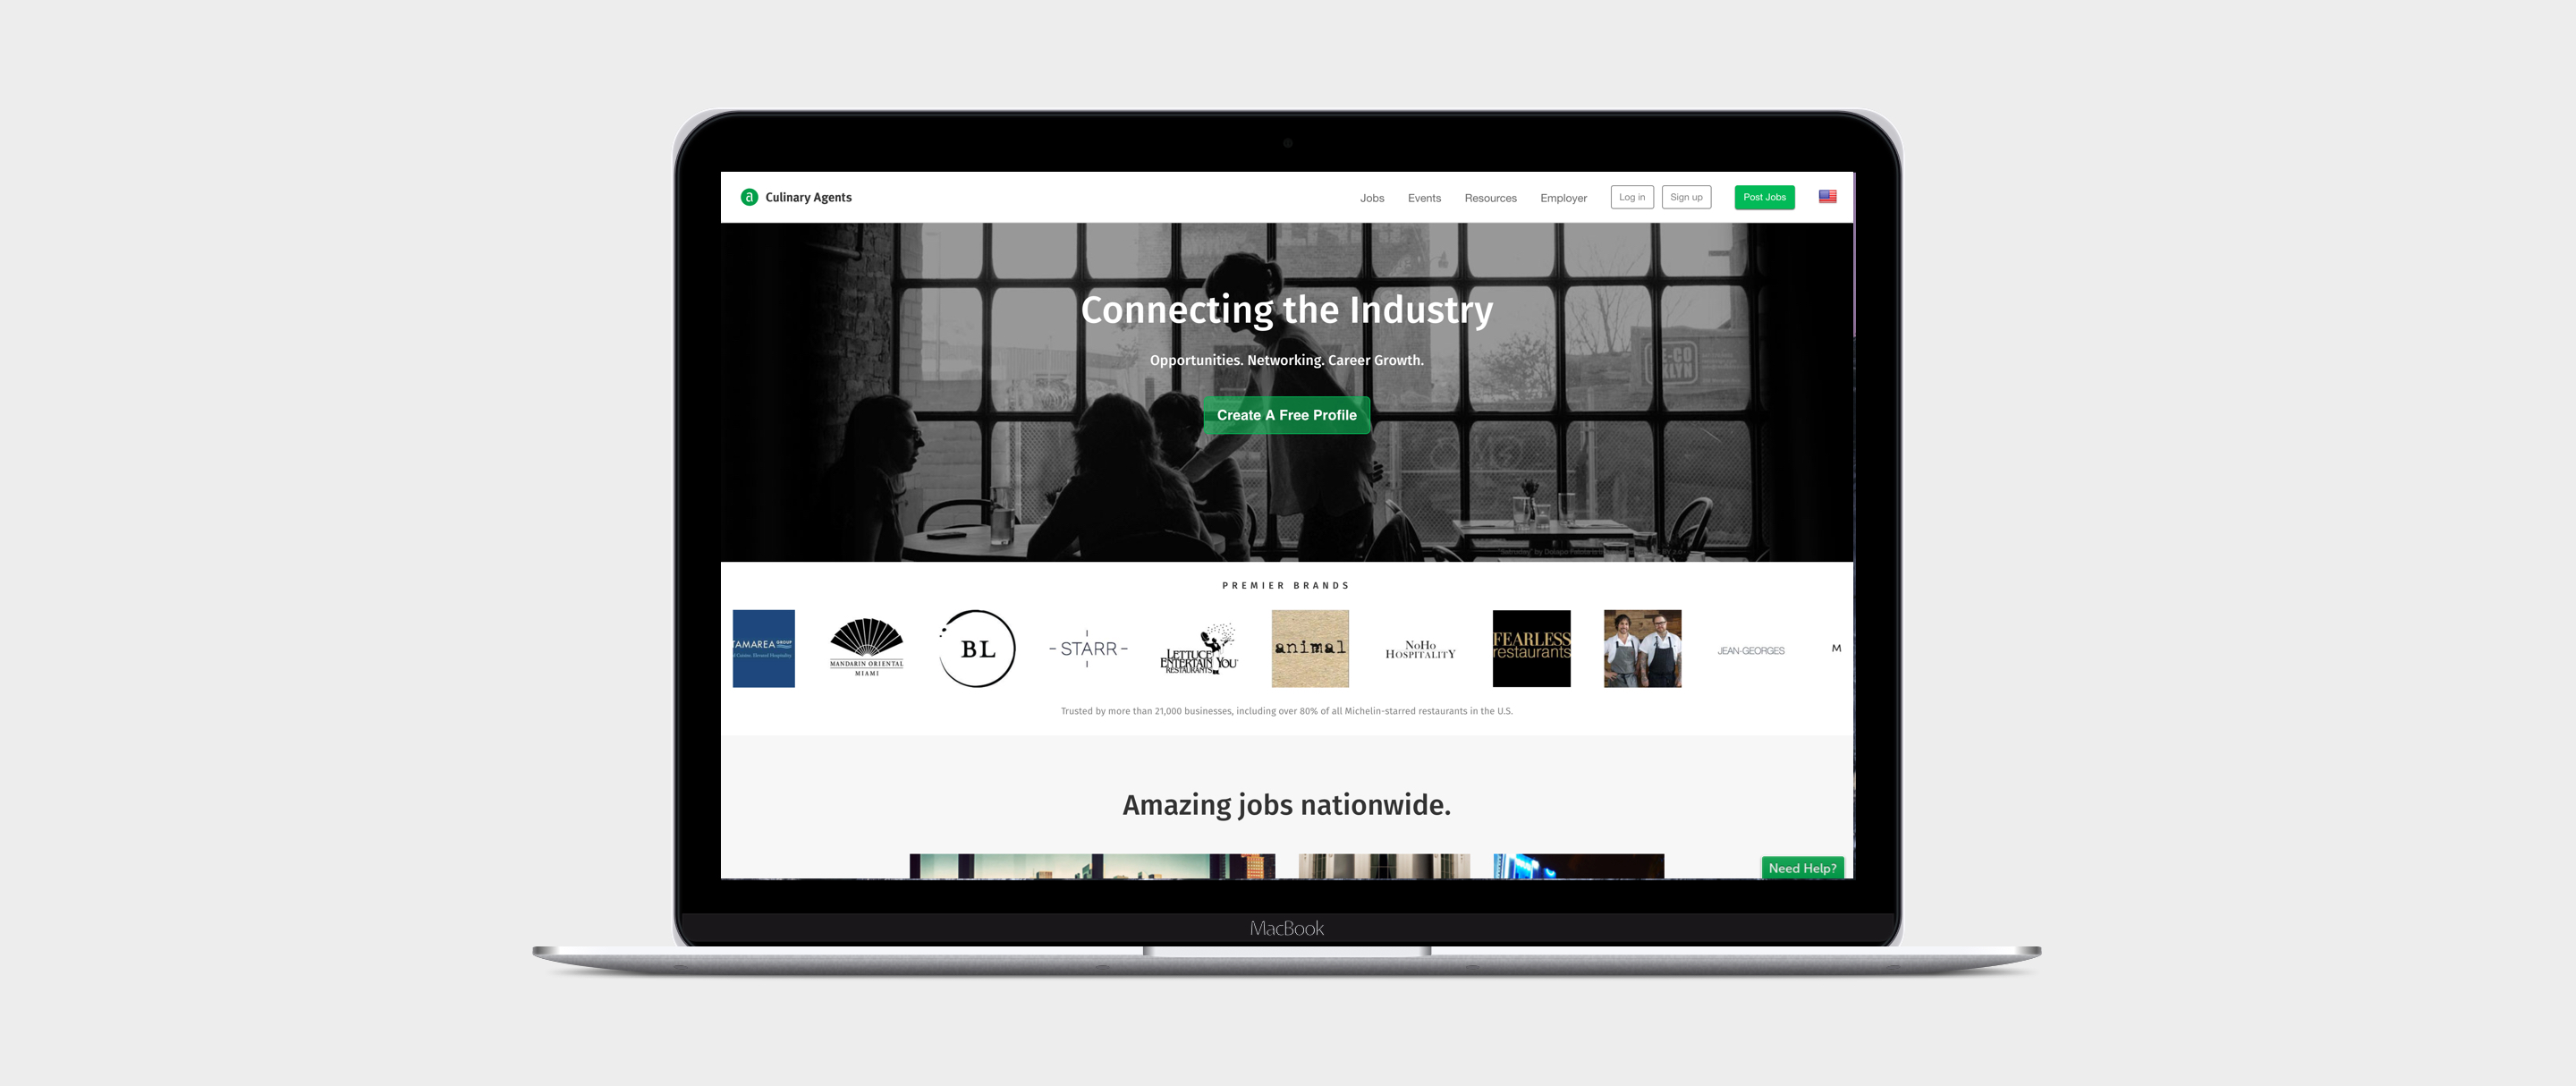 a Culinary Agents
Jobs Events Resources Employer Log in Sign up Post Jobs
Connecting the Industry
Opportunities. Networking. Career Growth.
Create A Free Profile
PREMIER BRANDS
TAMAREA GROUP
MANDARIN ORIENTAL
MIAMI
BL
STARR
LETTUCE
ENTERTAIN YOU
RESTAURANTS
animal
NoHo
HOSPITALITY
FEARLESS
restaurants
JEAN-GEORGES
M
Trusted by more than 21,000 businesses, including over 80% of all Michelin-starred restaurants in the U.S.
Amazing jobs nationwide.
Need Help?
MacBook